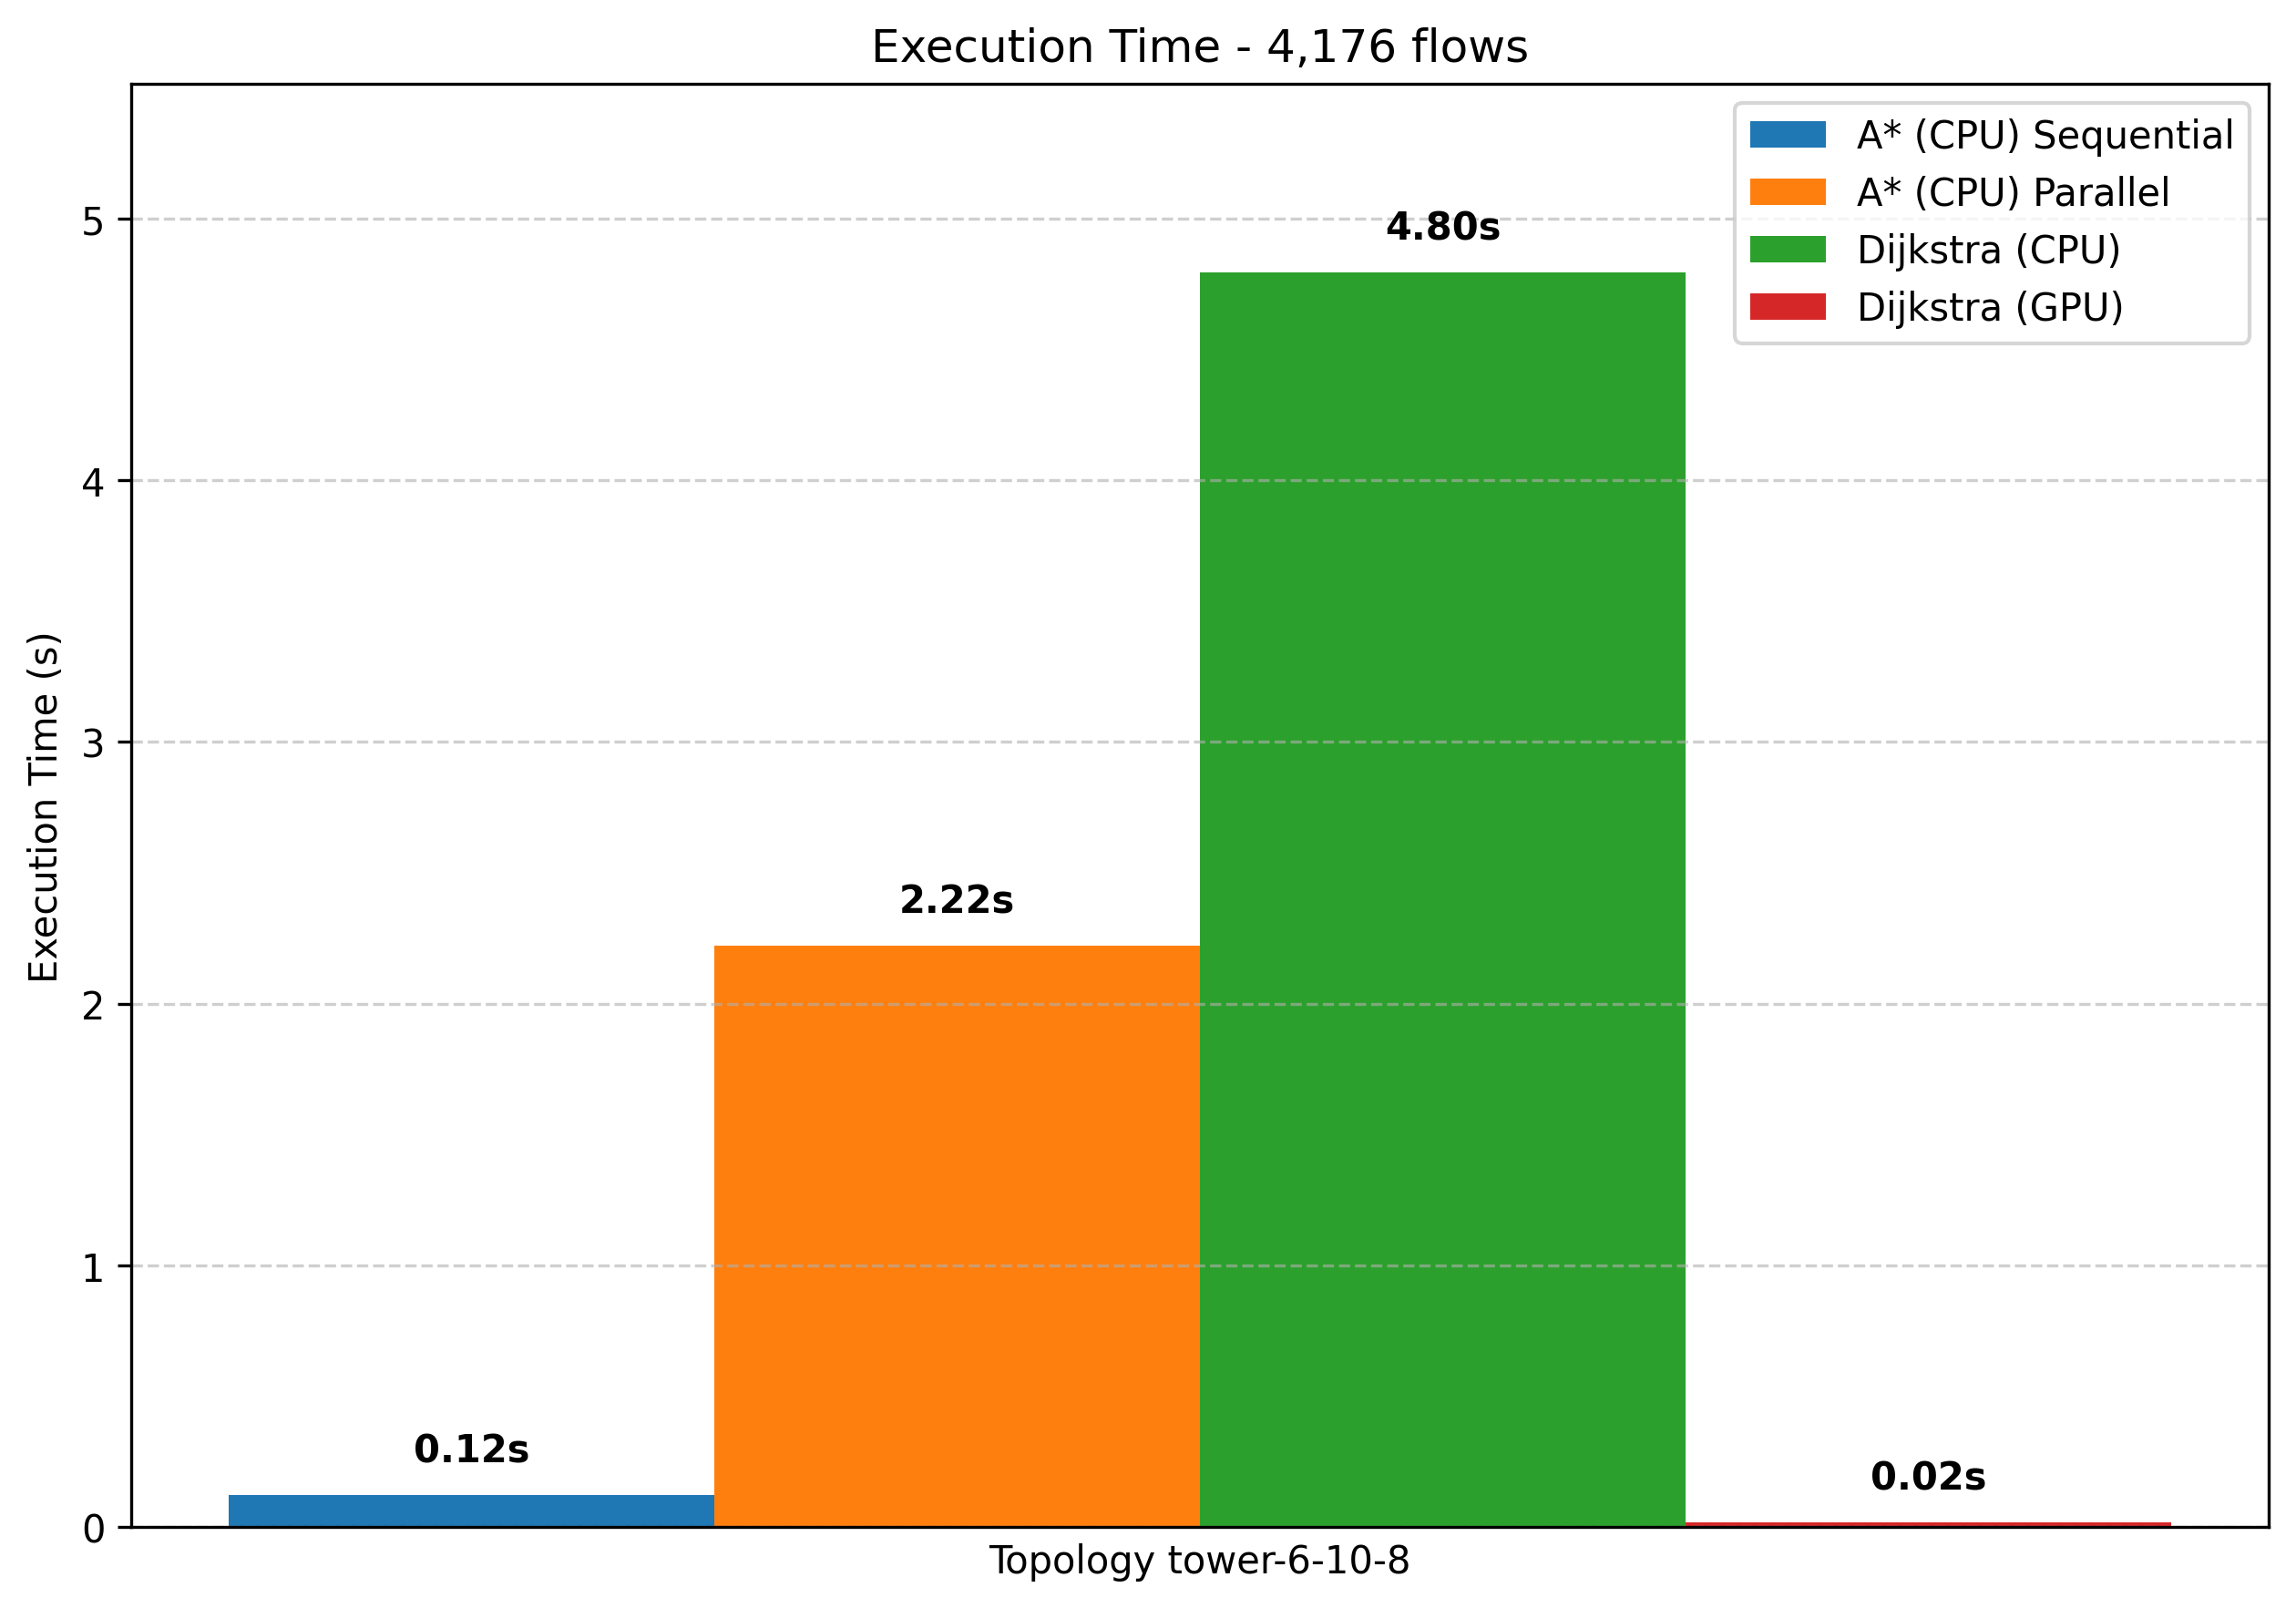 Execution Time - 4,176 flows
A* (CPU) Sequential
A* (CPU) Parallel
Dijkstra (CPU)
Dijkstra (GPU)
Execution Time (s)
5
4
3
2
1
0
4.80s
2.22s
0.12s
0.02s
Topology tower-6-10-8